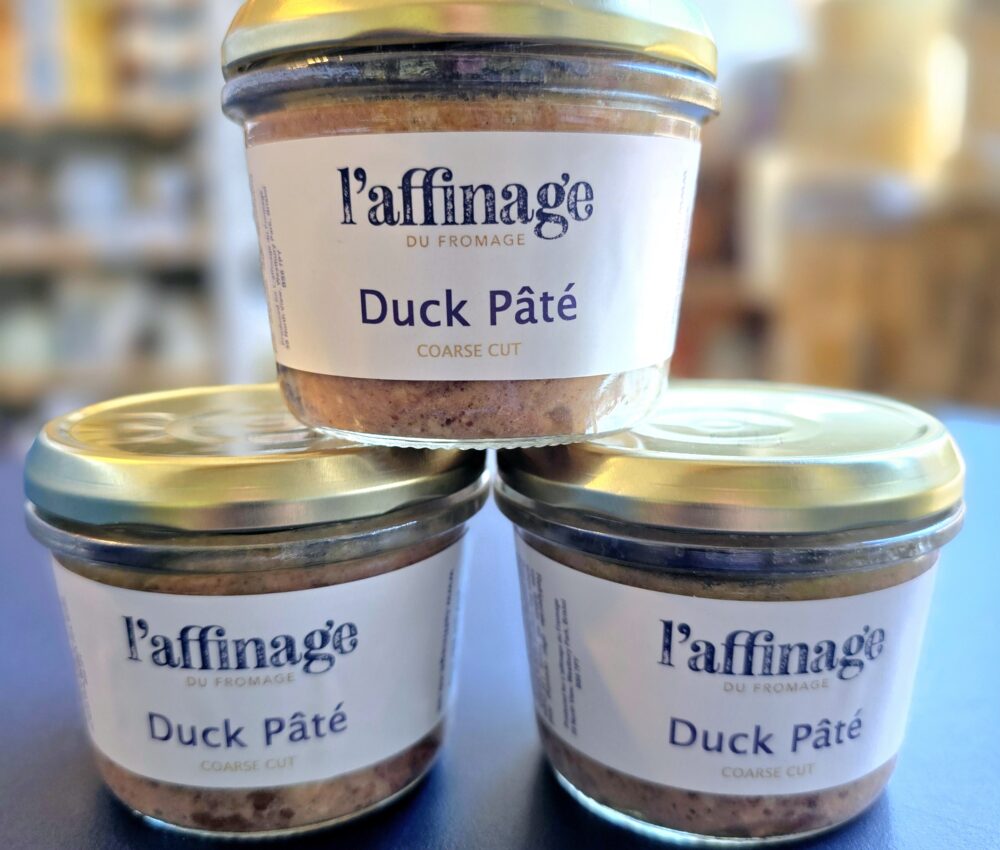 l'affinage
DU FROMAGE
Duck Pâté
COARSE CUT
l'affinage
DU FROMAGE
Duck Pâté
COARSE CUT
l'affinage
DU FROMAGE
Duck Pâté
COARSE CUT